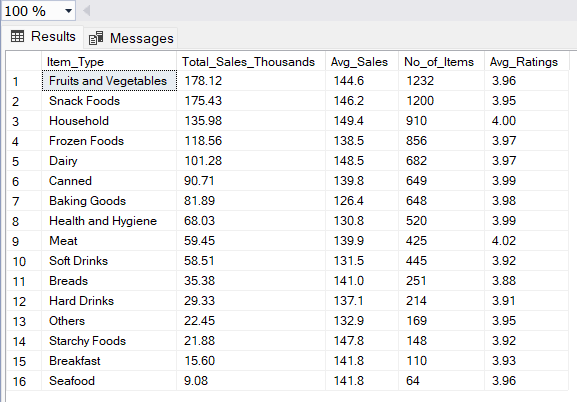 100 %
Results Messages
Item_Type Total_Sales_Thousands Avg_Sales No_of_Items Avg_Ratings
1 Fruits and Vegetables 178.12 144.6 1232 3.96
2 Snack Foods 175.43 146.2 1200 3.95
3 Household 135.98 149.4 910 4.00
4 Frozen Foods 118.56 138.5 856 3.97
5 Dairy 101.28 148.5 682 3.97
6 Canned 90.71 139.8 649 3.99
7 Baking Goods 81.89 126.4 648 3.98
8 Health and Hygiene 68.03 130.8 520 3.99
9 Meat 59.45 139.9 425 4.02
10 Soft Drinks 58.51 131.5 445 3.92
11 Breads 35.38 141.0 251 3.88
12 Hard Drinks 29.33 137.1 214 3.91
13 Others 22.45 132.9 169 3.95
14 Starchy Foods 21.88 147.8 148 3.92
15 Breakfast 15.60 141.8 110 3.93
16 Seafood 9.08 141.8 64 3.96